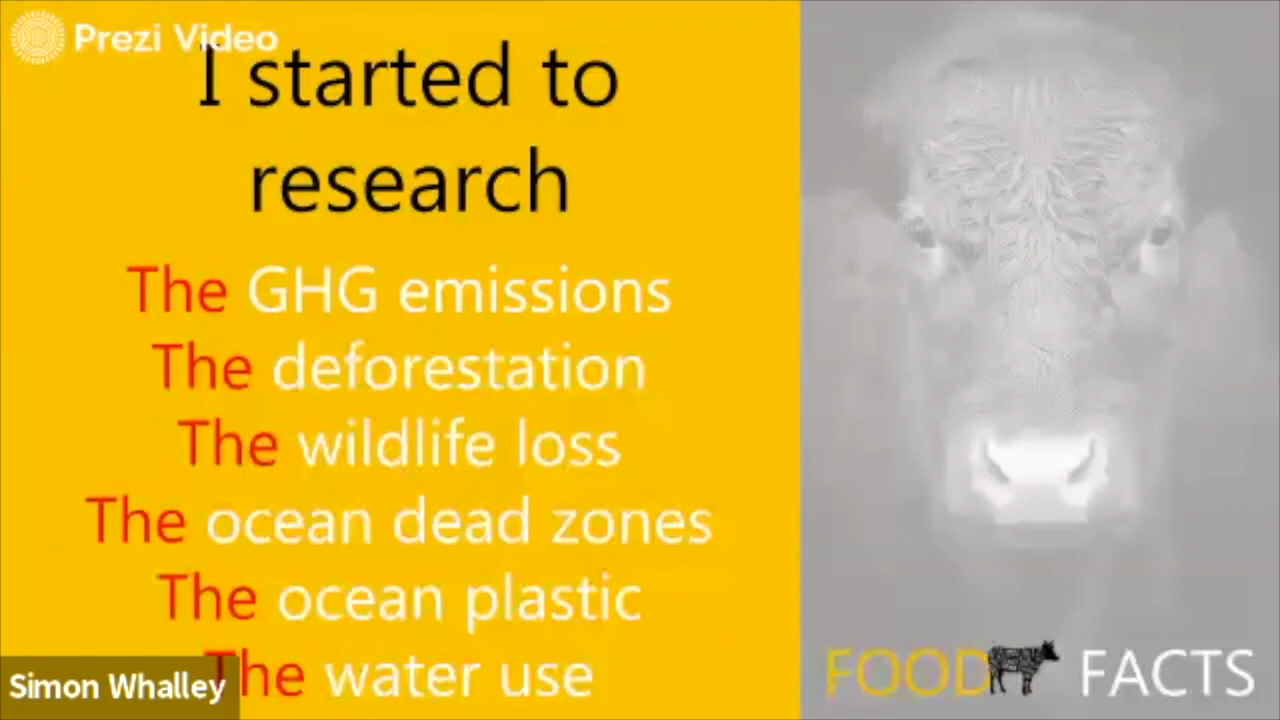 Prezi Video
I started to
research
The GHG emissions
The deforestation
The wildlife loss
The ocean dead zones
The ocean plastic
The water use
Simon Whalley
FOOD FACTS